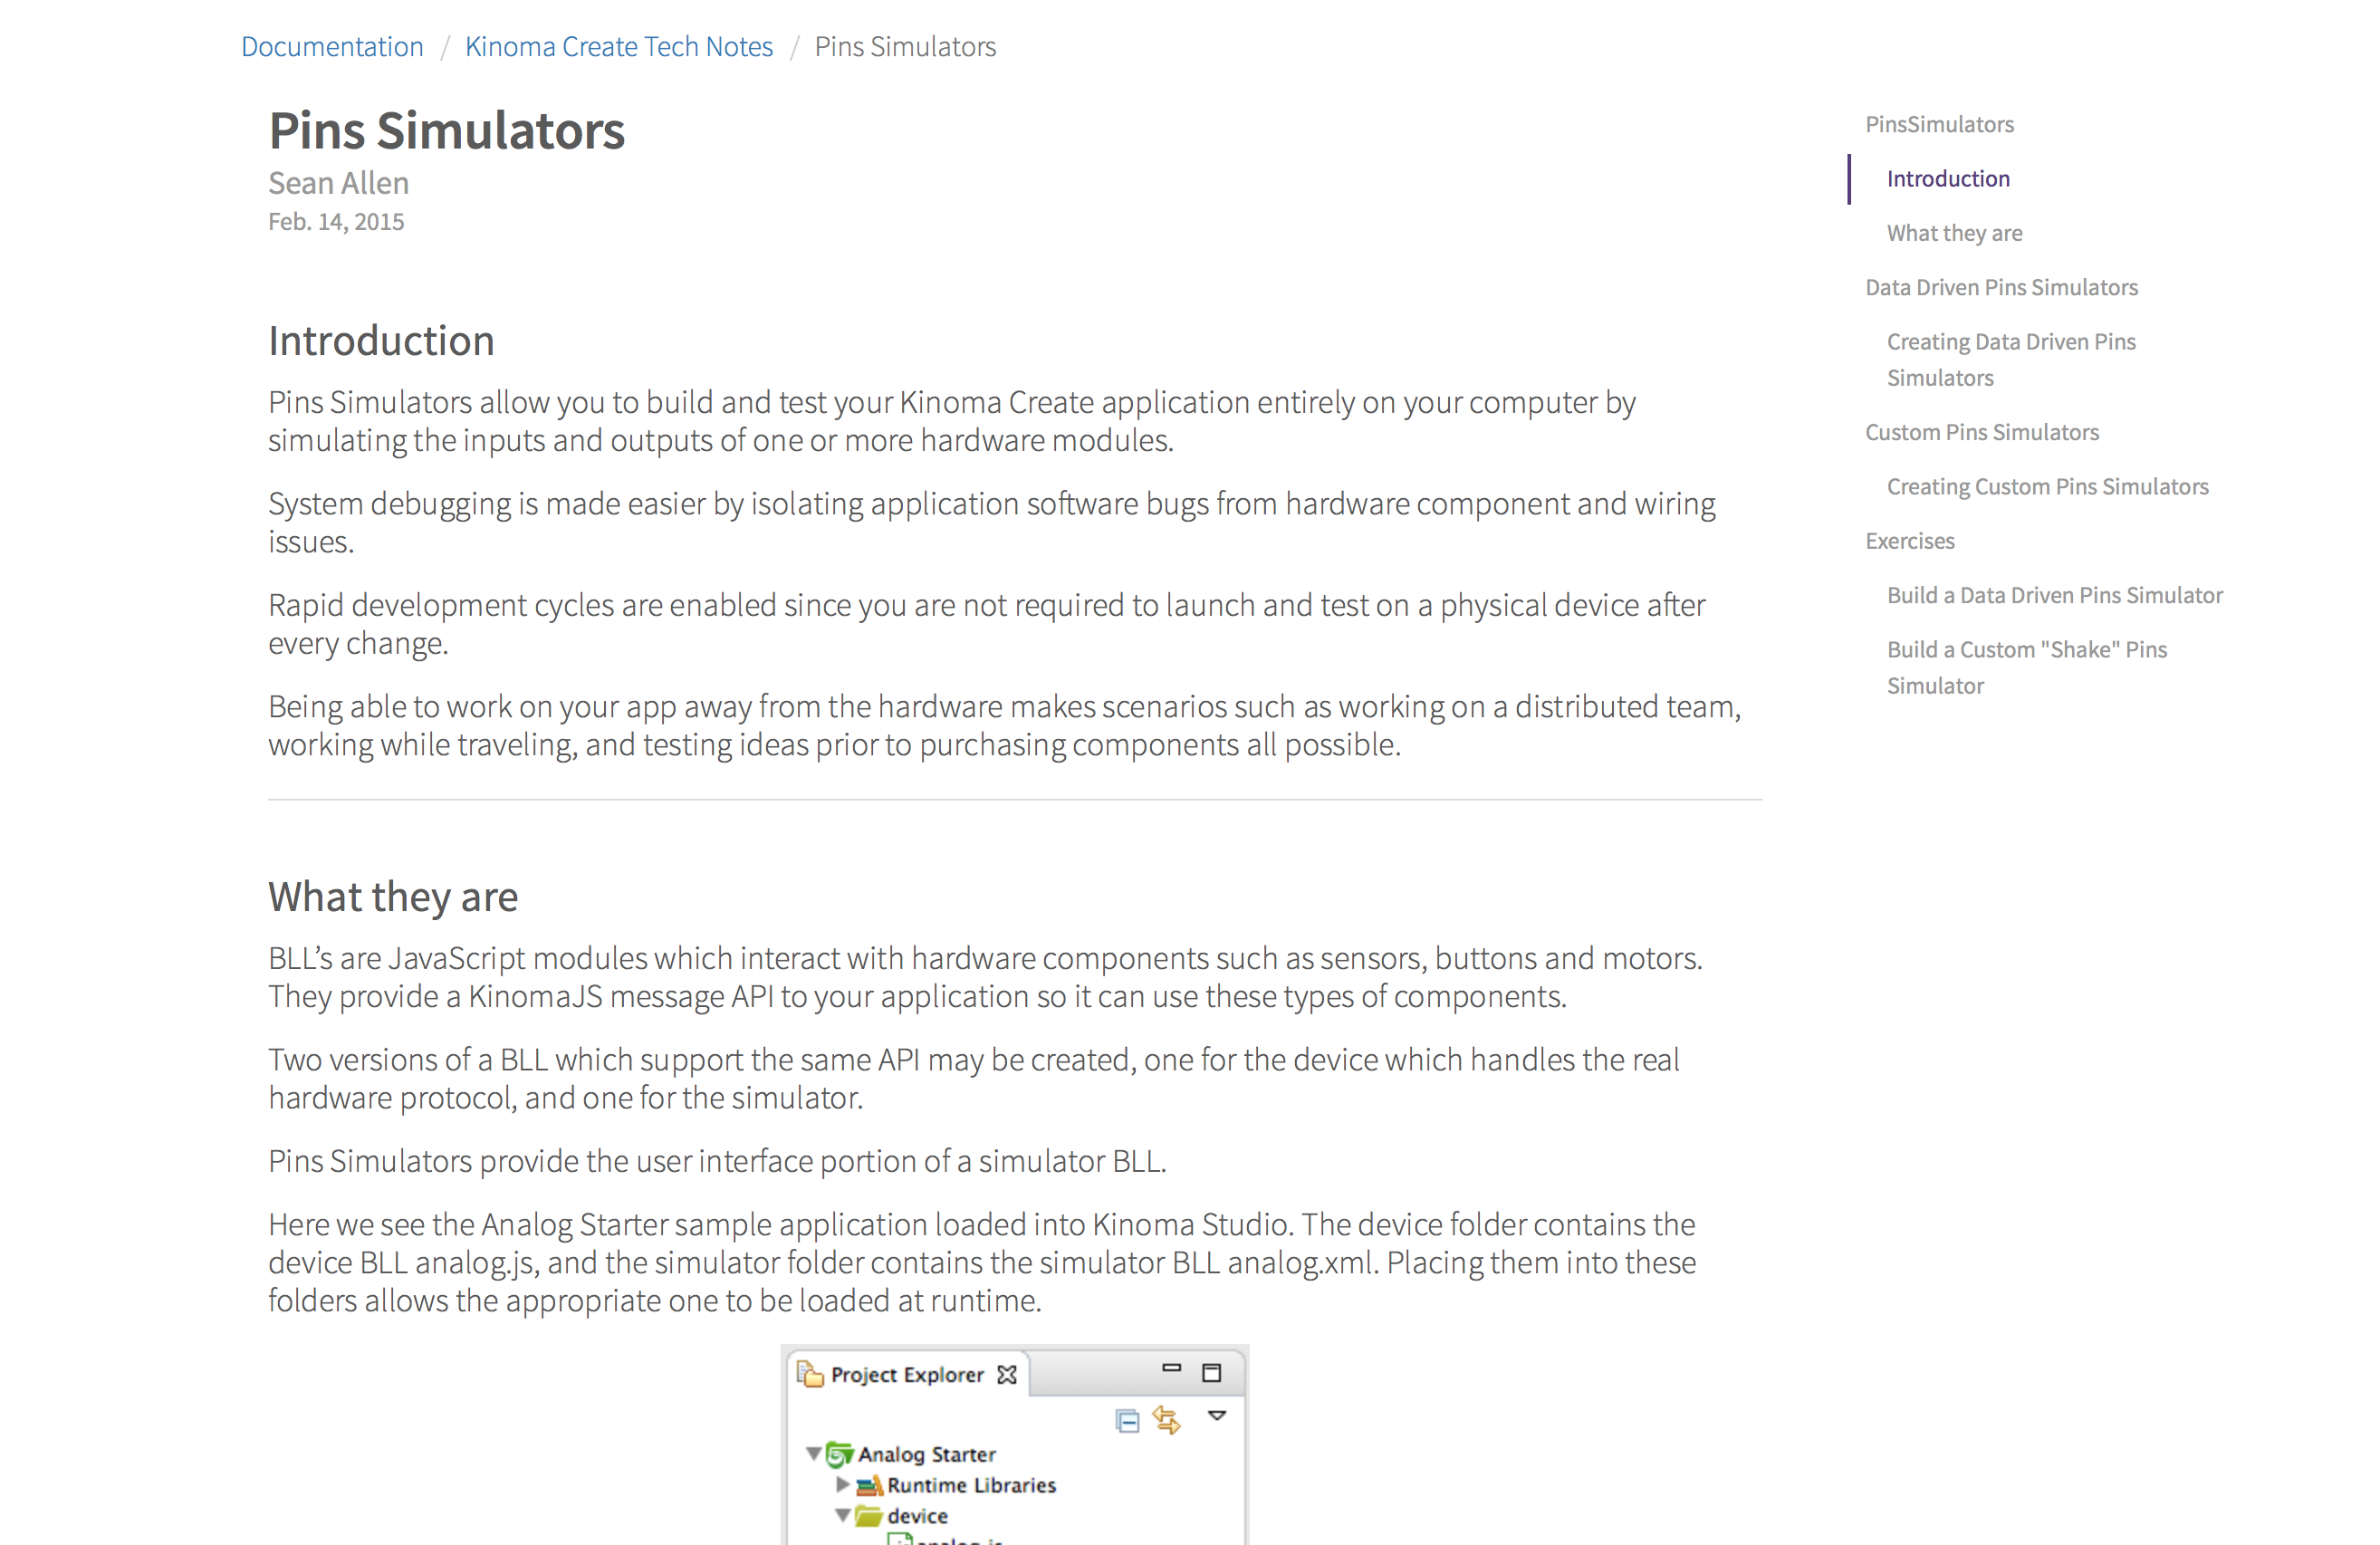 Documentation / Kinoma Create Tech Notes / Pins Simulators
Pins Simulators
Sean Allen
Feb. 14, 2015
Introduction
Pins Simulators allow you to build and test your Kinoma Create application entirely on your computer by
simulating the inputs and outputs of one or more hardware modules.
System debugging is made easier by isolating application software bugs from hardware component and wiring
issues.
Rapid development cycles are enabled since you are not required to launch and test on a physical device after
every change.
Being able to work on your app away from the hardware makes scenarios such as working on a distributed team,
working while traveling, and testing ideas prior to purchasing components all possible.
What they are
BLL’s are JavaScript modules which interact with hardware components such as sensors, buttons and motors.
They provide a KinomaJS message API to your application so it can use these types of components.
Two versions of a BLL which support the same API may be created, one for the device which handles the real
hardware protocol, and one for the simulator.
Pins Simulators provide the user interface portion of a simulator BLL.
Here we see the Analog Starter sample application loaded into Kinoma Studio. The device folder contains the
device BLL analog.js, and the simulator folder contains the simulator BLL analog.xml. Placing them into these
folders allows the appropriate one to be loaded at runtime.
Project Explorer
Analog Starter
Runtime Libraries
device
analog.js
PinsSimulators
Introduction
What they are
Data Driven Pins Simulators
Creating Data Driven Pins
Simulators
Custom Pins Simulators
Creating Custom Pins Simulators
Exercises
Build a Data Driven Pins Simulator
Build a Custom "Shake" Pins
Simulator